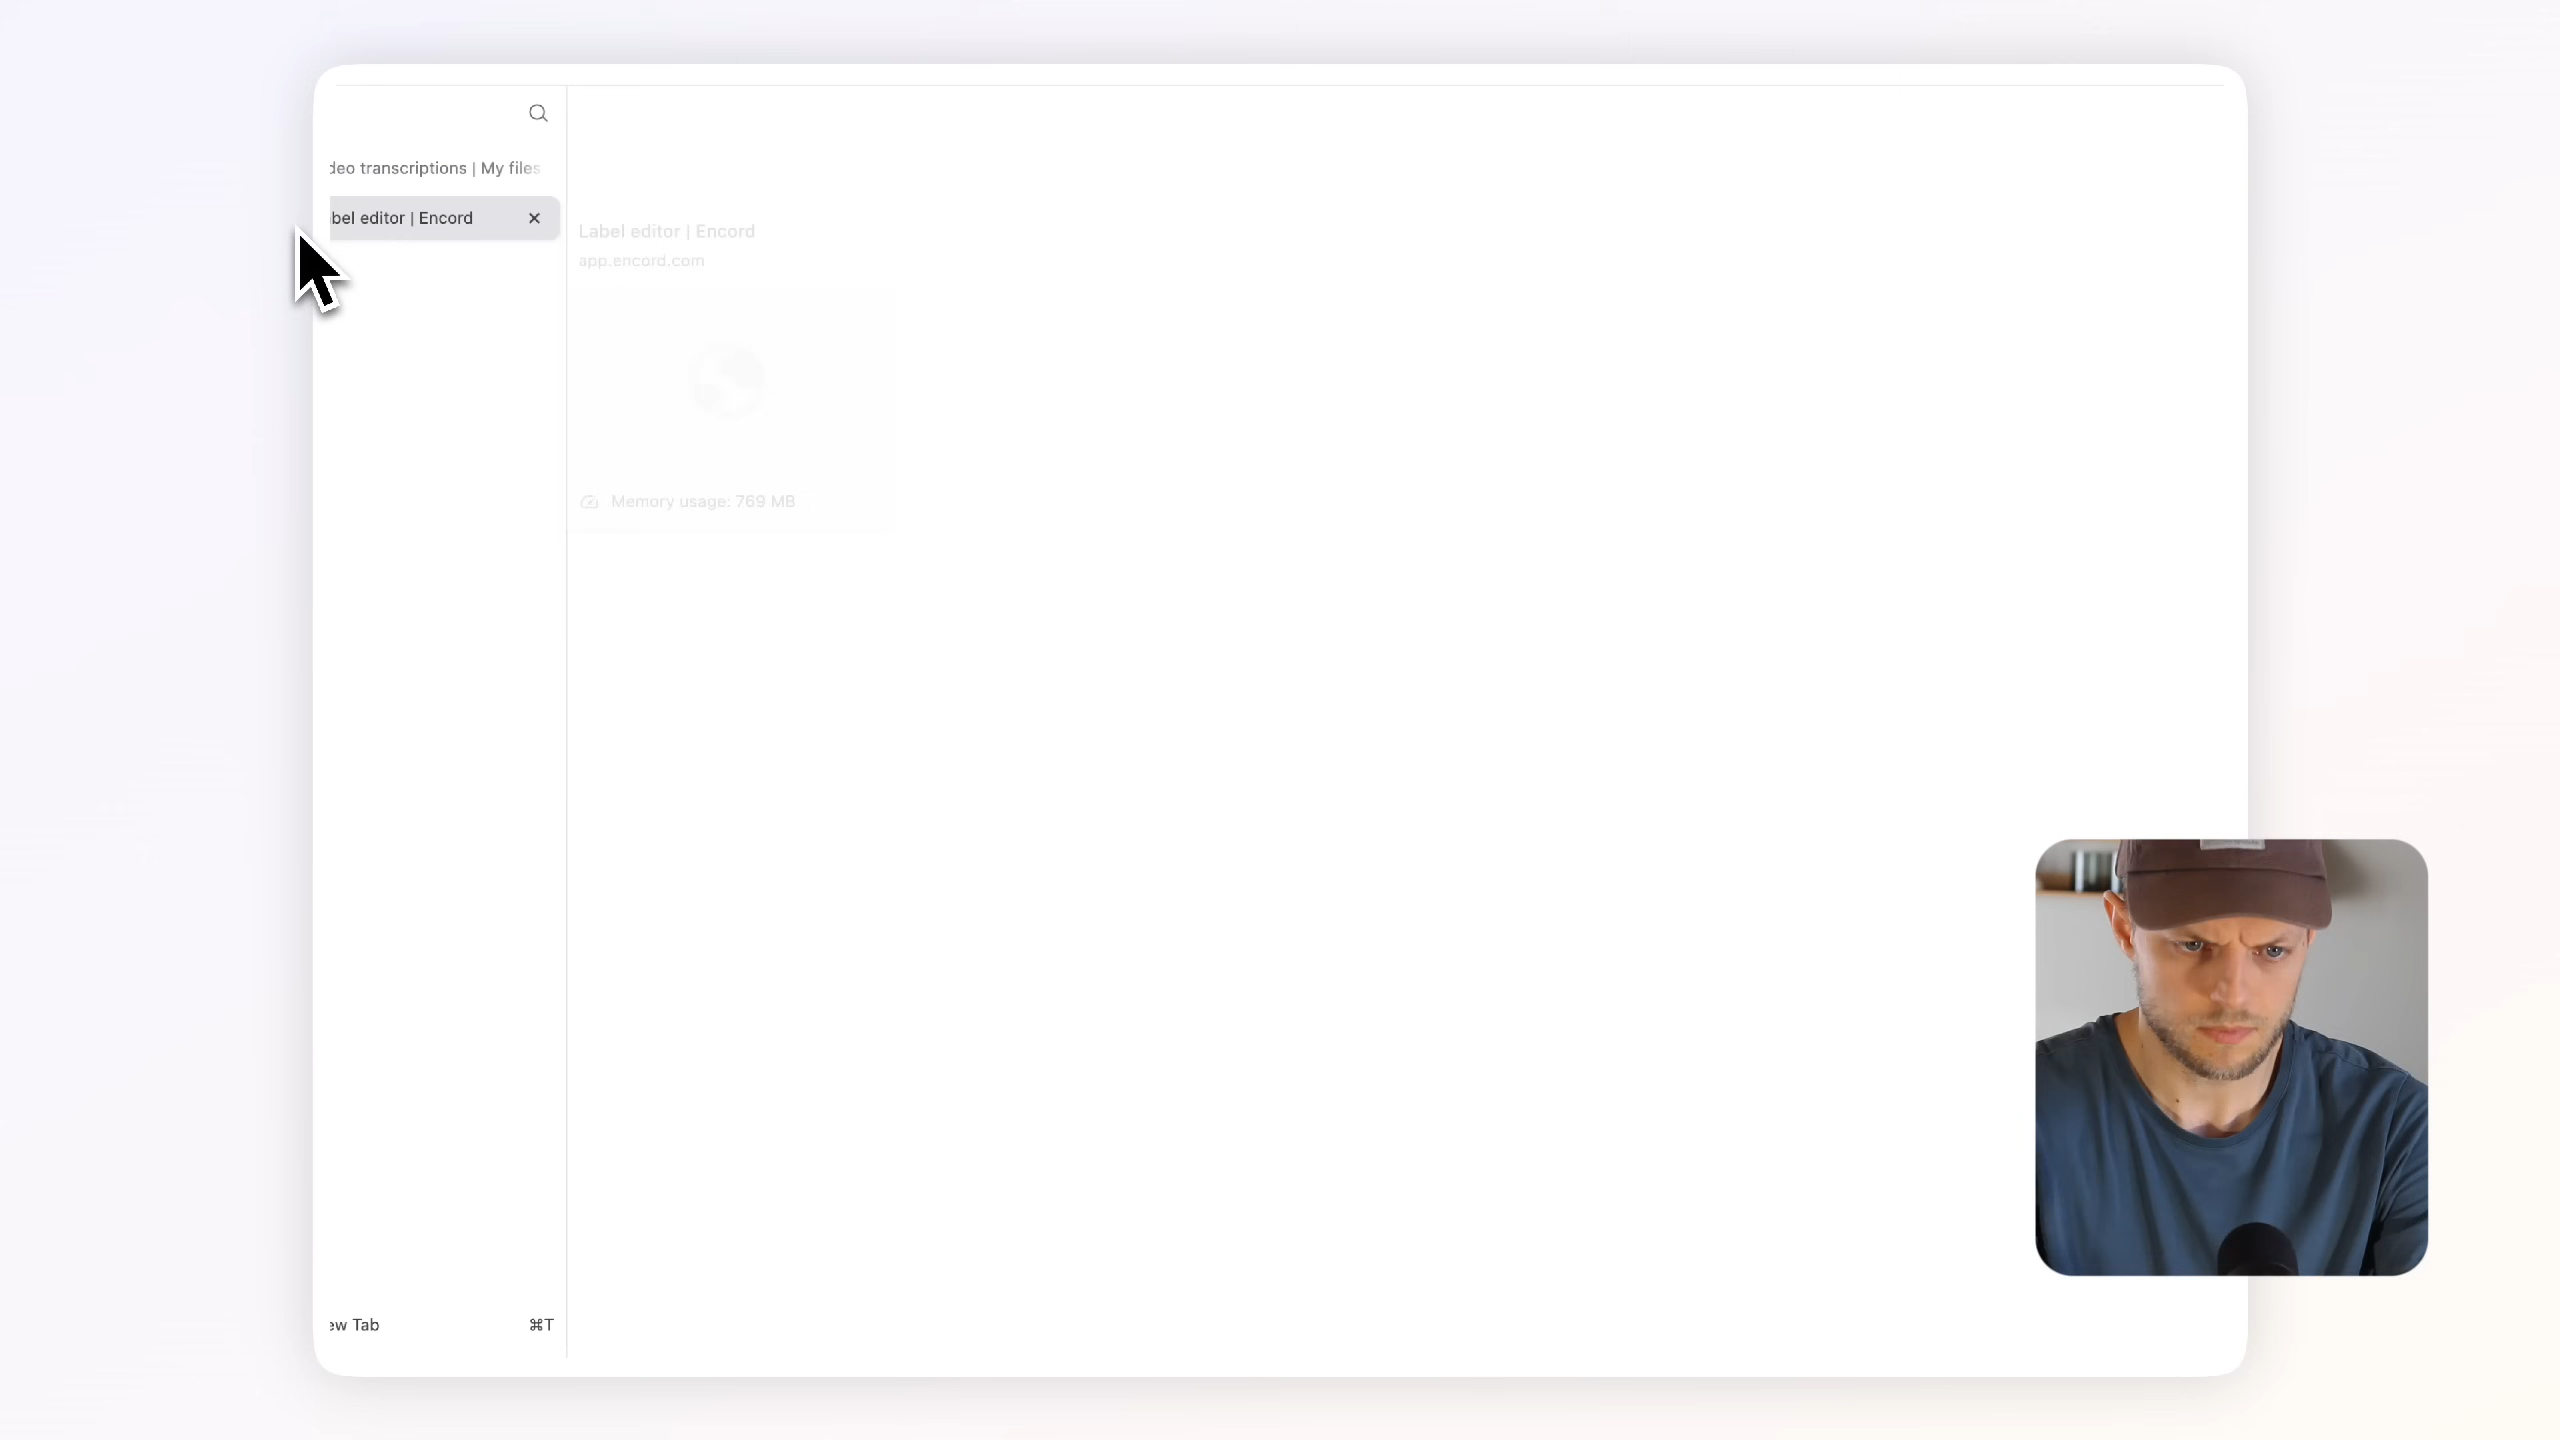 deo transcriptions | My files
bel editor | Encord
Label editor | Encord
app.encord.com
Memory usage: 769 MB
ew Tab
⌘T